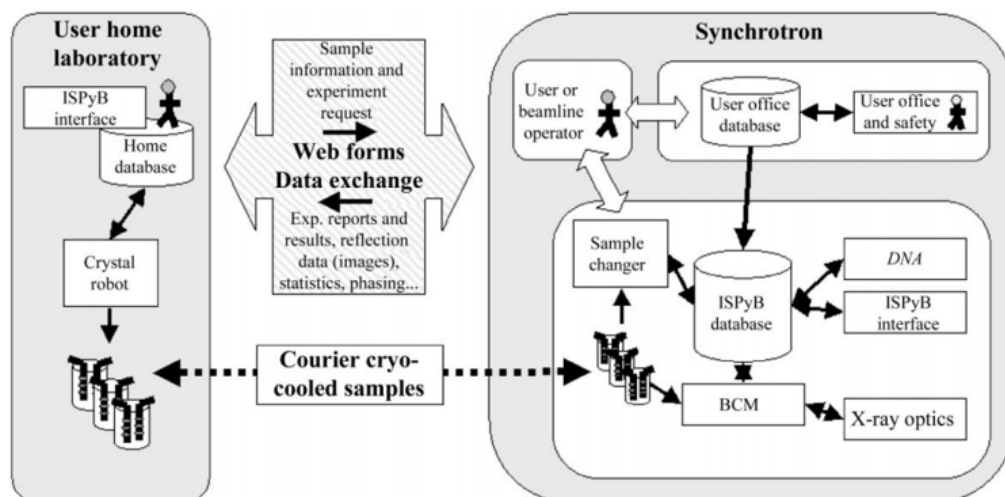 User home
laboratory
ISPyB
interface
Home
database
Crystal
robot
Sample
information and
experiment
request
Web forms
Data exchange
Exp. reports and
results, reflection
data (images),
statistics, phasing...
Courier cryo-
cooled samples
Synchrotron
User or
beamline
operator
User office
database
User office
and safety
Sample
changer
ISPyB
database
DNA
ISPyB
interface
BCM
X-ray optics